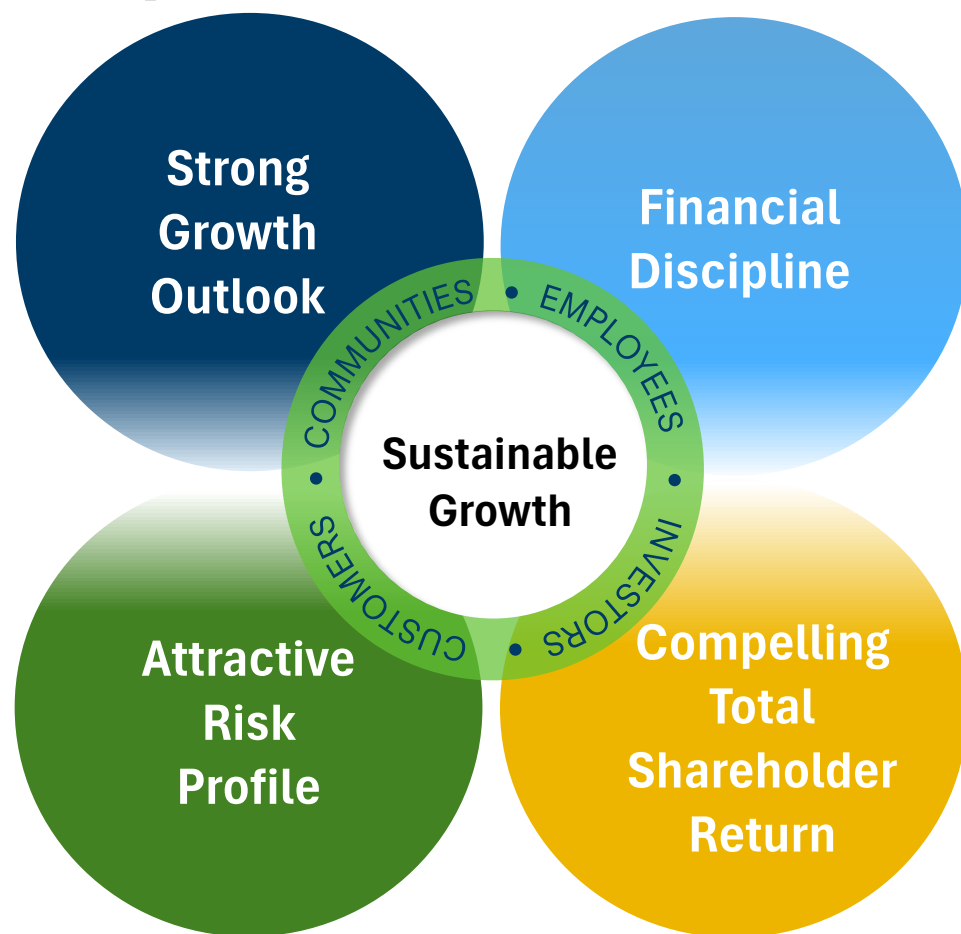 Strong
Growth
Outlook
Financial
Discipline
COMMUNITIES • EMPLOYEES • INVESTORS • CUSTOMERS •
Sustainable
Growth
Attractive
Risk
Profile
Compelling
Total
Shareholder
Return